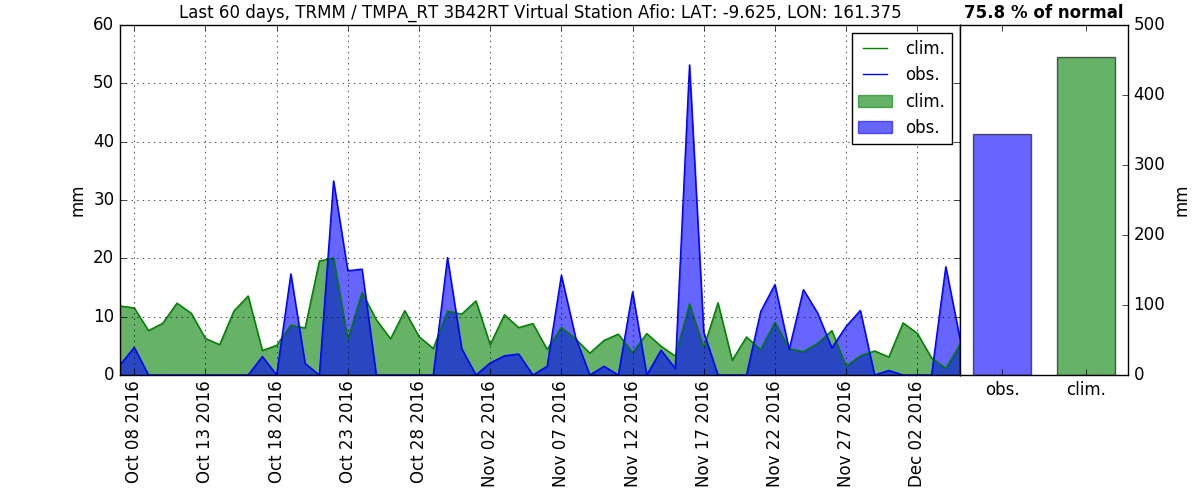 Last 60 days, TRMM / TMPA_RT 3B42RT Virtual Station Afio: LAT: -9.625, LON: 161.375
75.8 % of normal
60
50
40
30
20
10
0
mm
clim.
obs.
clim.
obs.
500
400
300
200
100
0
mm
obs.
clim.
Oct 08 2016
Oct 13 2016
Oct 18 2016
Oct 23 2016
Oct 28 2016
Nov 02 2016
Nov 07 2016
Nov 12 2016
Nov 17 2016
Nov 22 2016
Nov 27 2016
Dec 02 2016